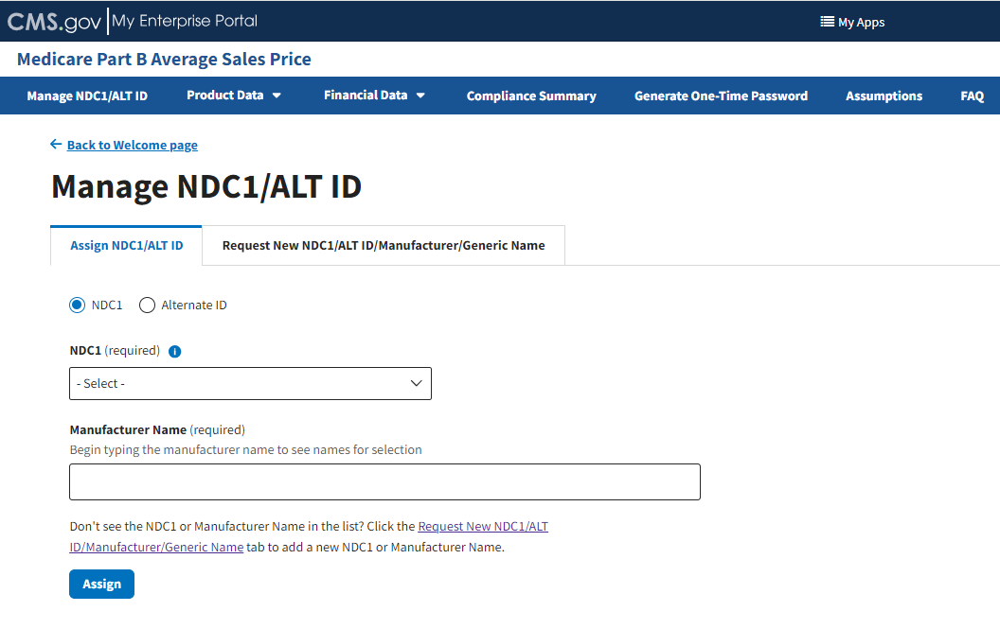 CMS.gov My Enterprise Portal My Apps
Medicare Part B Average Sales Price
Manage NDC1/ALT ID Product Data Financial Data Compliance Summary Generate One-Time Password Assumptions FAQ
Back to Welcome page
Manage NDC1/ALT ID
Assign NDC1/ALT ID Request New NDC1/ALT ID/Manufacturer/Generic Name
NDC1 Alternate ID
NDC1 (required) i
- Select -
Manufacturer Name (required)
Begin typing the manufacturer name to see names for selection
Don't see the NDC1 or Manufacturer Name in the list? Click the Request New NDC1/ALT
ID/Manufacturer/Generic Name tab to add a new NDC1 or Manufacturer Name.
Assign